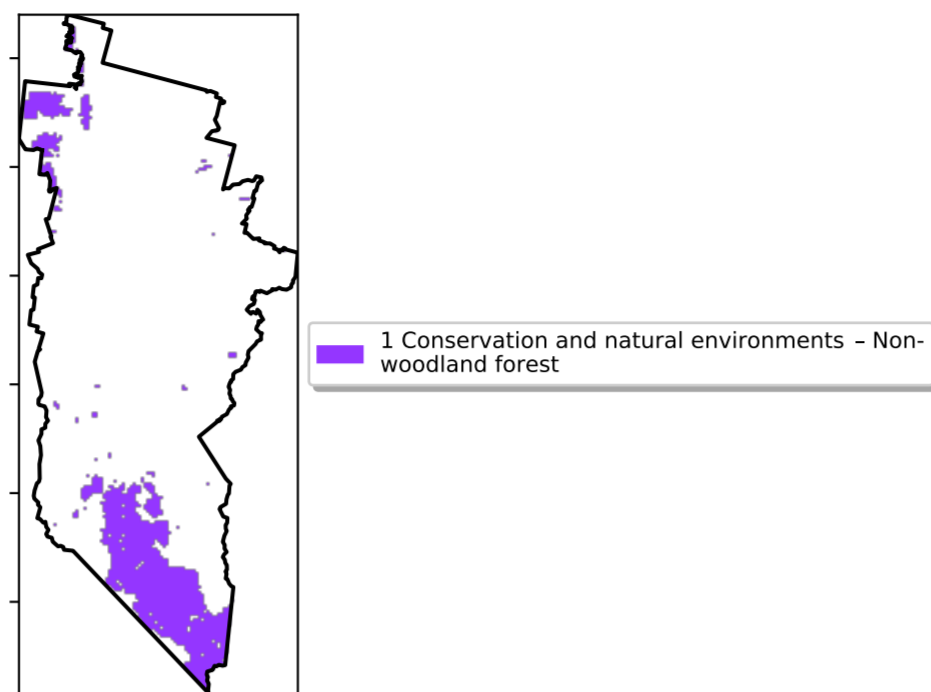 1 Conservation and natural environments – Non-
woodland forest